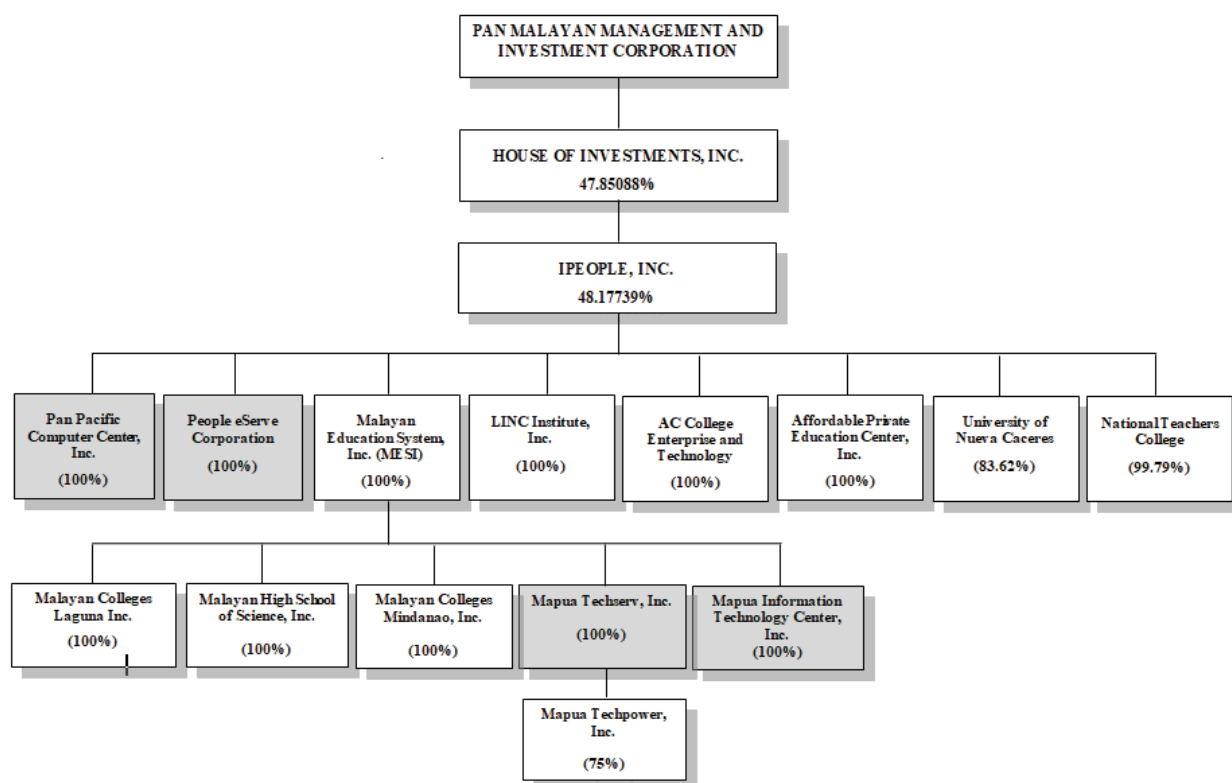 PAN MALAYAN MANAGEMENT AND
INVESTMENT CORPORATION
HOUSE OF INVESTMENTS, INC.
47.85088%
IPEOPLE, INC.
48.17739%
Pan Pacific
Computer Center,
Inc.
(100%)
People eServe
Corporation
(100%)
Malayan
Education System,
Inc. (MESI)
(100%)
LINC Institute,
Inc.
(100%)
AC College
Enterprise and
Technology
(100%)
Affordable Private
Education Center,
Inc.
(100%)
University of
Nueva Caceres
(83.62%)
National Teachers
College
(99.79%)
Malayan Colleges
Laguna Inc.
(100%)
Malayan High School
of Science, Inc.
(100%)
Malayan Colleges
Mindanao, Inc.
(100%)
Mapua Techserv, Inc.
(100%)
Mapua Information
Technology Center,
Inc.
(100%)
Mapua Techpower,
Inc.
(75%)